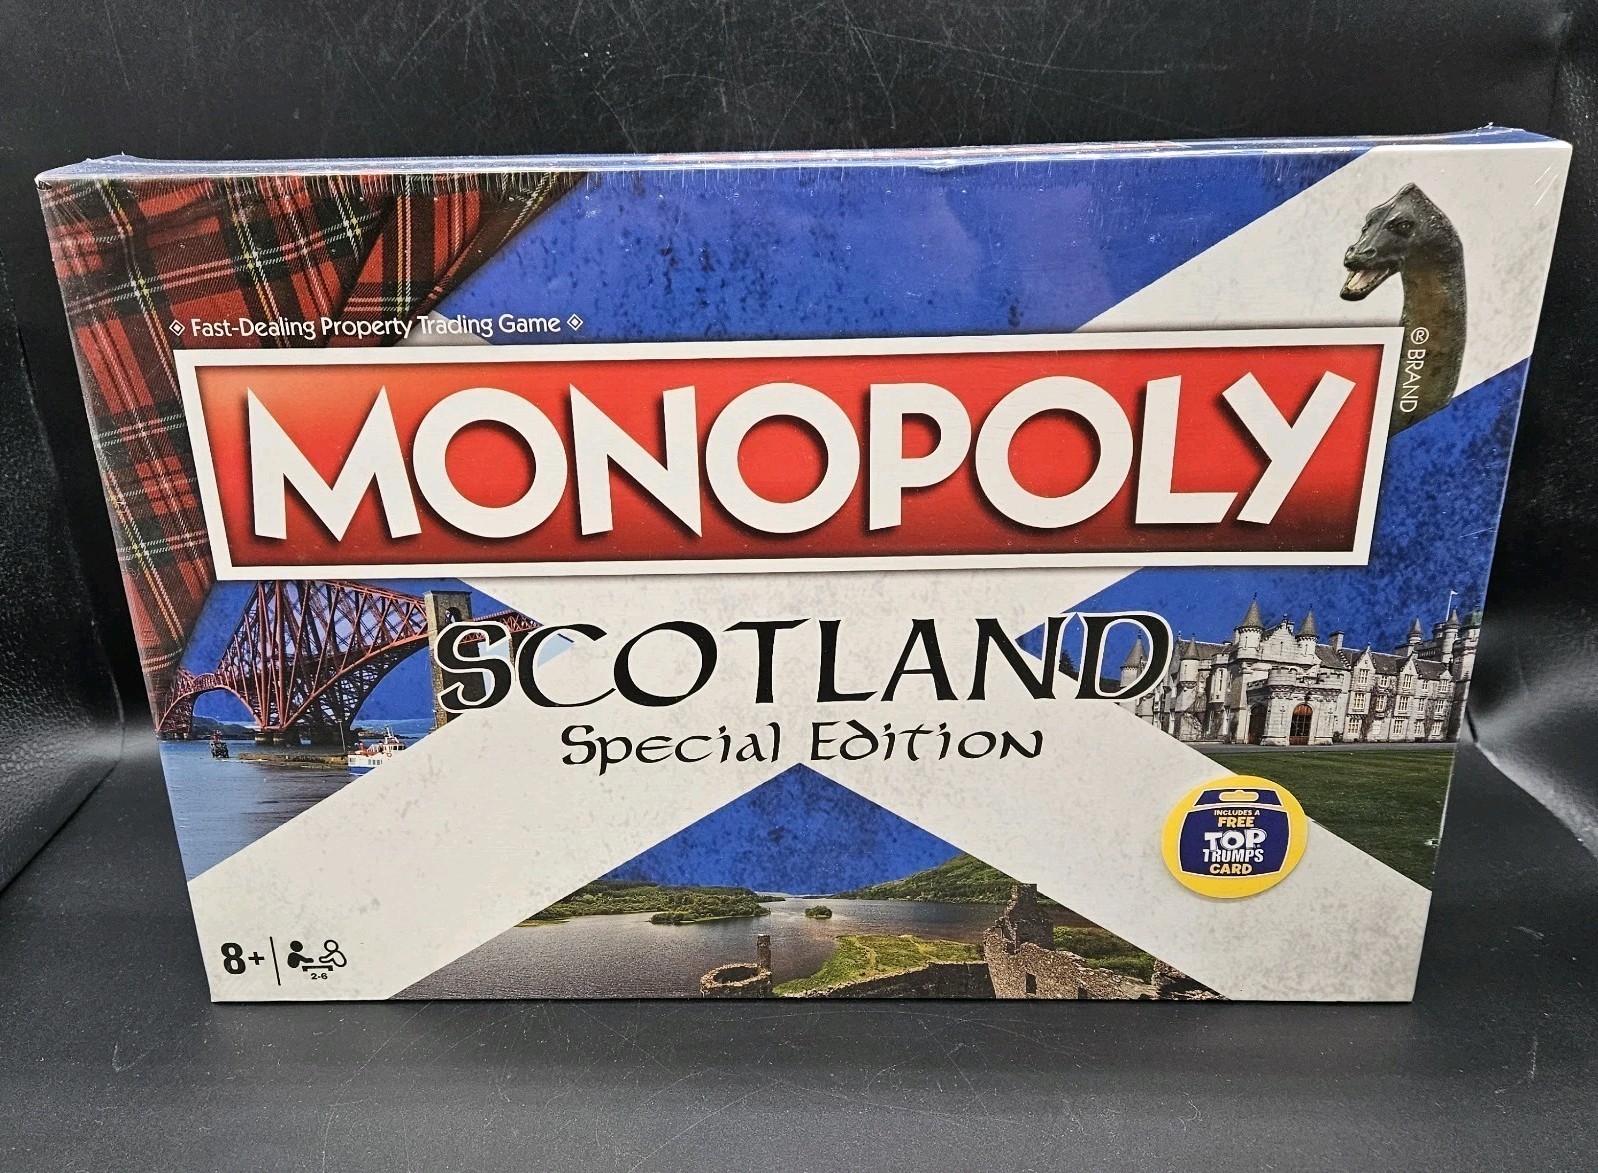 ◈ Fast-Dealing Property Trading Game ◈
MONOPOLY
® BRAND
SCOTLAND
Special Edition
INCLUDES A
FREE
TOP
TRUMPS
CARD
8+
2-6